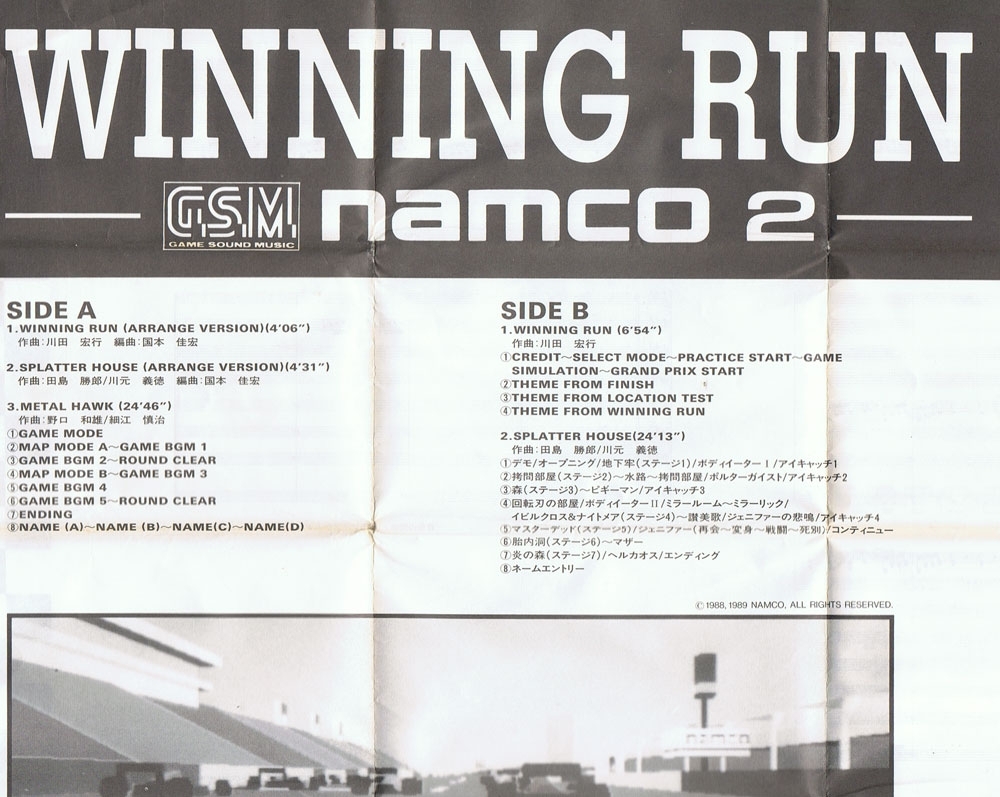 WINNING RUN
GSM
GAME SOUND MUSIC
namco 2
SIDE A
1.WINNING RUN (ARRANGE VERSION)(4'06")
作曲:川田 宏行 編曲:国本 佳宏
2.SPLATTER HOUSE (ARRANGE VERSION)(4'31")
作曲:田島 勝郎/川元 義徳 編曲:国本 佳宏
3.METAL HAWK (24'46")
作曲:野口 和雄/細江 慎治
①GAME MODE
②MAP MODE A~GAME BGM 1
③GAME BGM 2~ROUND CLEAR
④MAP MODE B~GAME BGM 3
⑤GAME BGM 4
⑥GAME BGM 5~ROUND CLEAR
⑦ENDING
⑧NAME (A)~NAME (B)~NAME(C)~NAME(D)
SIDE B
1.WINNING RUN (6'54")
作曲:川田 宏行
①CREDIT~SELECT MODE~PRACTICE START~GAME
SIMULATION~GRAND PRIX START
②THEME FROM FINISH
③THEME FROM LOCATION TEST
④THEME FROM WINNING RUN
2.SPLATTER HOUSE(24'13")
作曲:田島 勝郎/川元 義徳
①デモ/オープニング/地下牢(ステージ1)/ボディイーターⅠ/アイキャッチ1
②拷問部屋(ステージ2)~水路~拷問部屋/ポルターガイスト/アイキャッチ2
③森(ステージ3)~ビギーマン/アイキャッチ3
④回転刃の部屋/ボディイーターⅡ/ミラールーム~ミラーリック/
イビルクロス&ナイトメア(ステージ4)~讃美歌/ジェニファーの悲鳴/アイキャッチ4
⑤マスターデッド(ステージ5)/ジェニファー(再会~変身~戦闘~死別)/コンティニュー
⑥胎内洞(ステージ6)~マザー
⑦炎の森(ステージ7)/ヘルカオス/エンディング
⑧ネームエントリー
©1988, 1989 NAMCO, ALL RIGHTS RESERVED.
namco